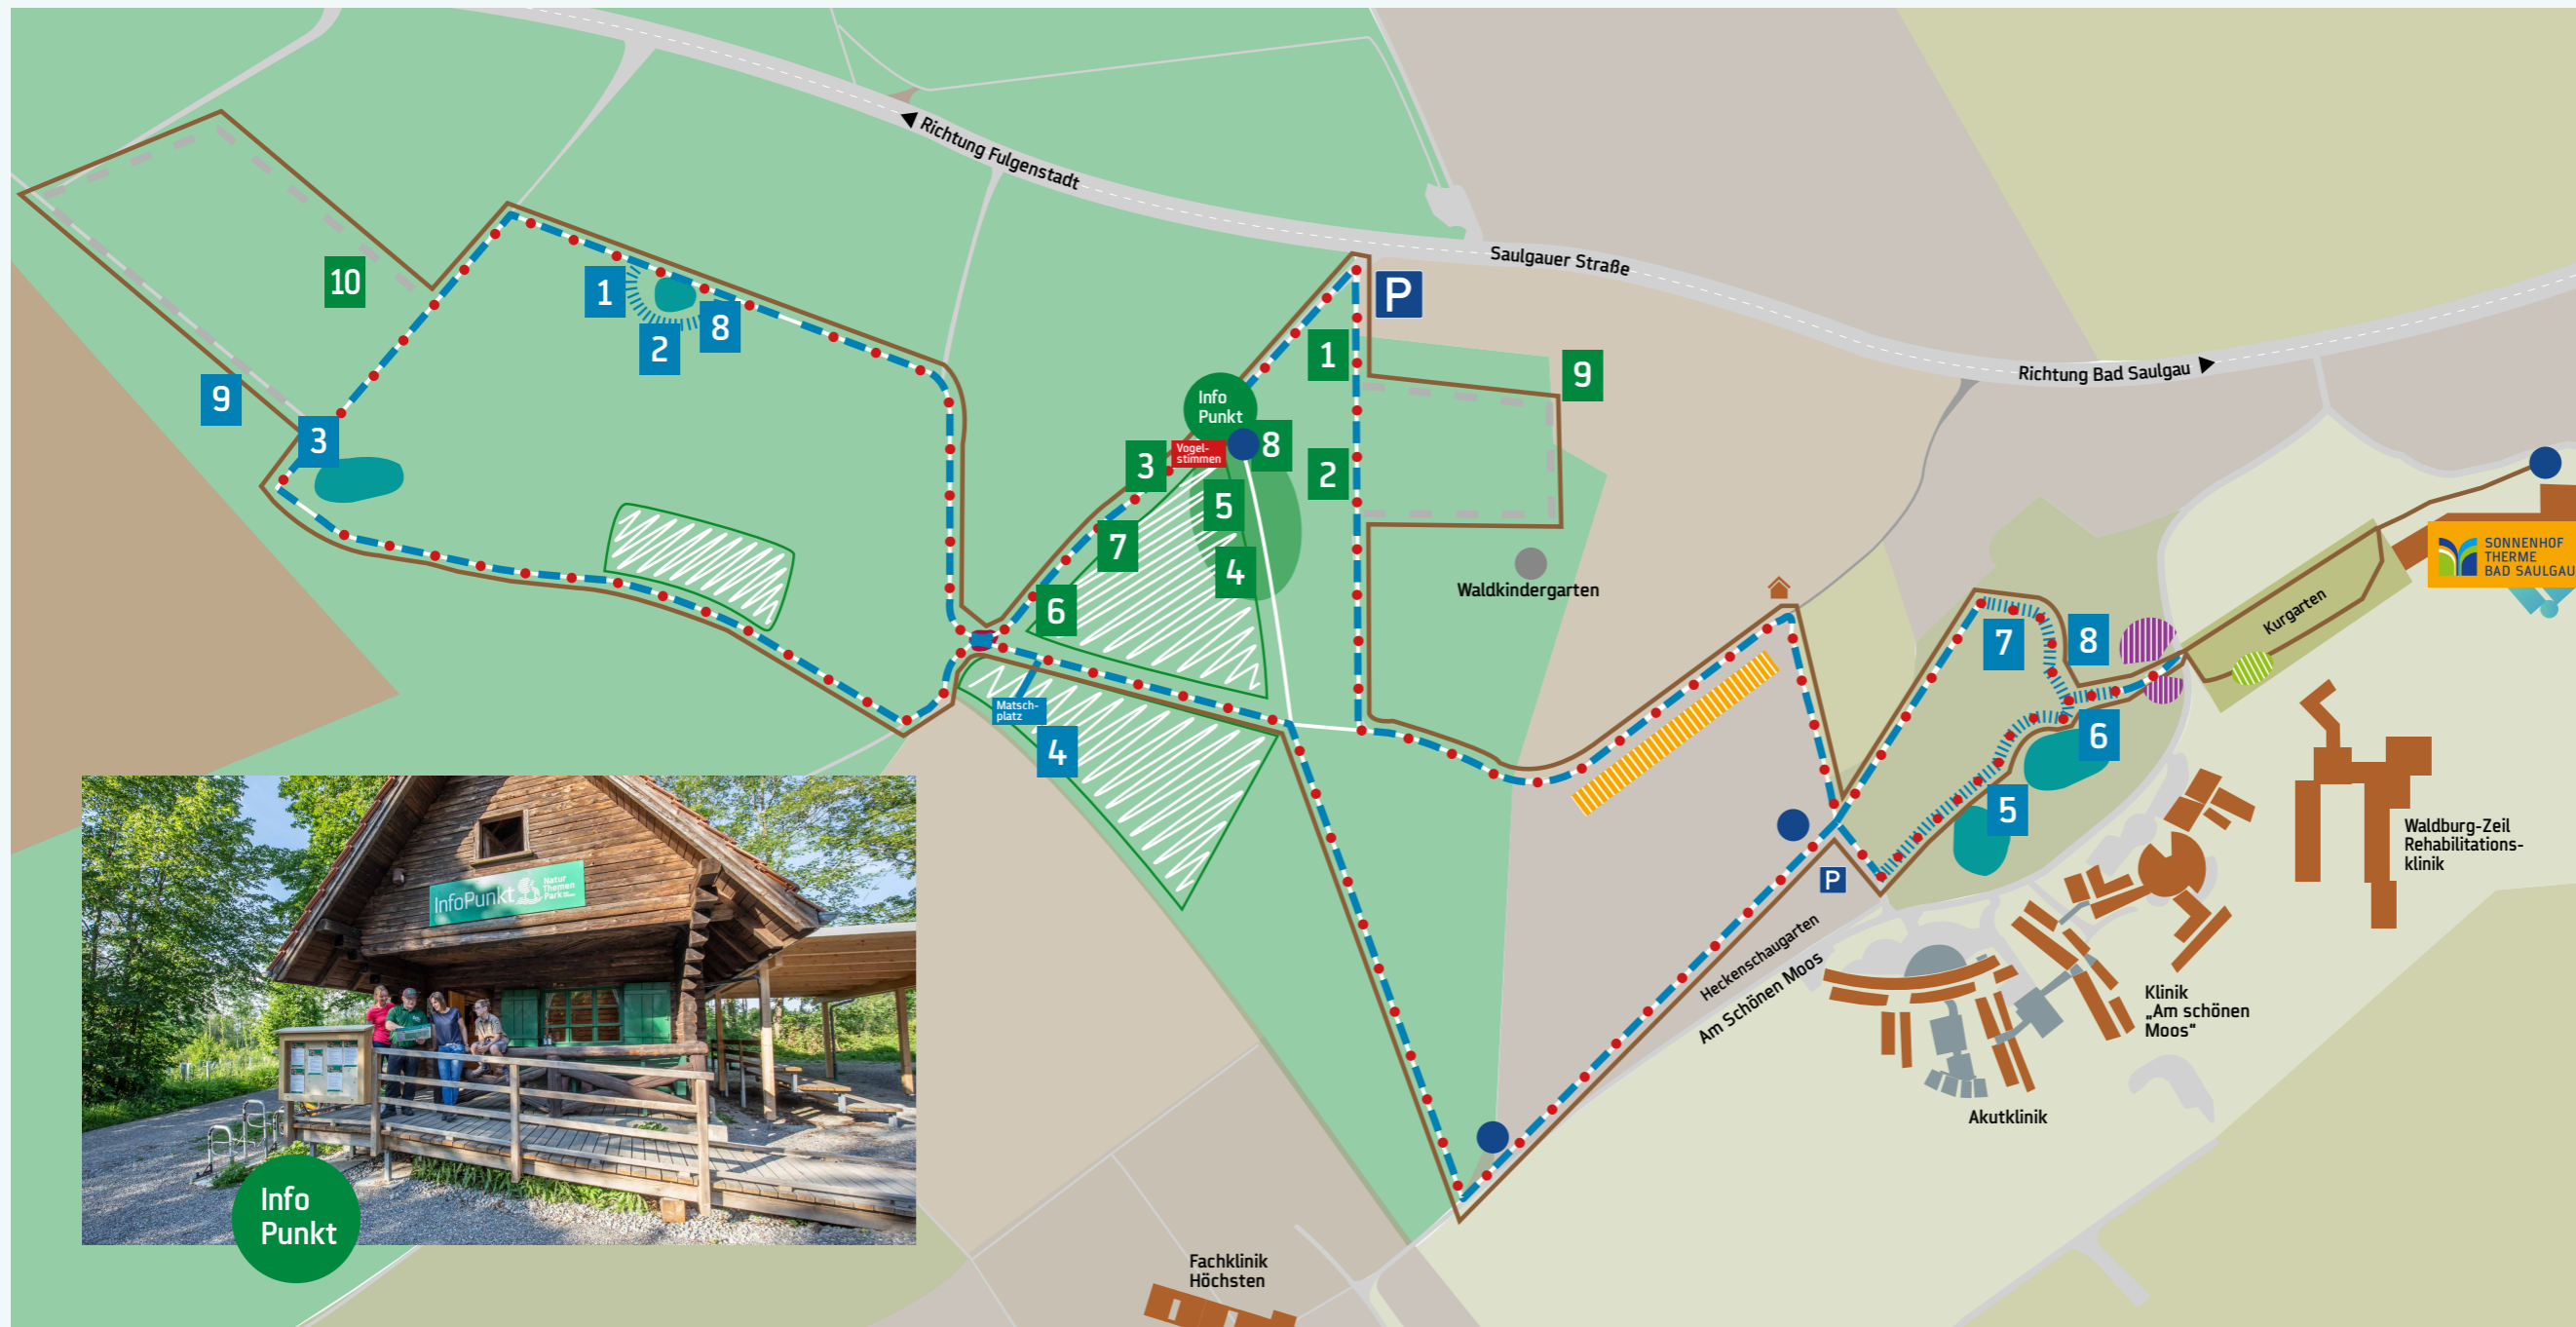 Richtung Fulgenstadt
Saulgauer Straße
Richtung Bad Saulgau
P
10
1
2
8
9
3
1
9
2
Info
Punkt
Vogel-
stimmen
8
3
5
7
4
6
Matsch-
platz
4
Waldkindergarten
7
8
6
5
Kurgarten
SONNENHOF
THERME
BAD SAULGAU
P
Heckenschaugarten
Am Schönen Moos
Waldburg-Zeil
Rehabilitations-
klinik
Klinik
„Am schönen
Moos“
Akutklinik
Fachklinik
Höchsten
InfoPunkt
Natur
Themen
Park
Info
Punkt